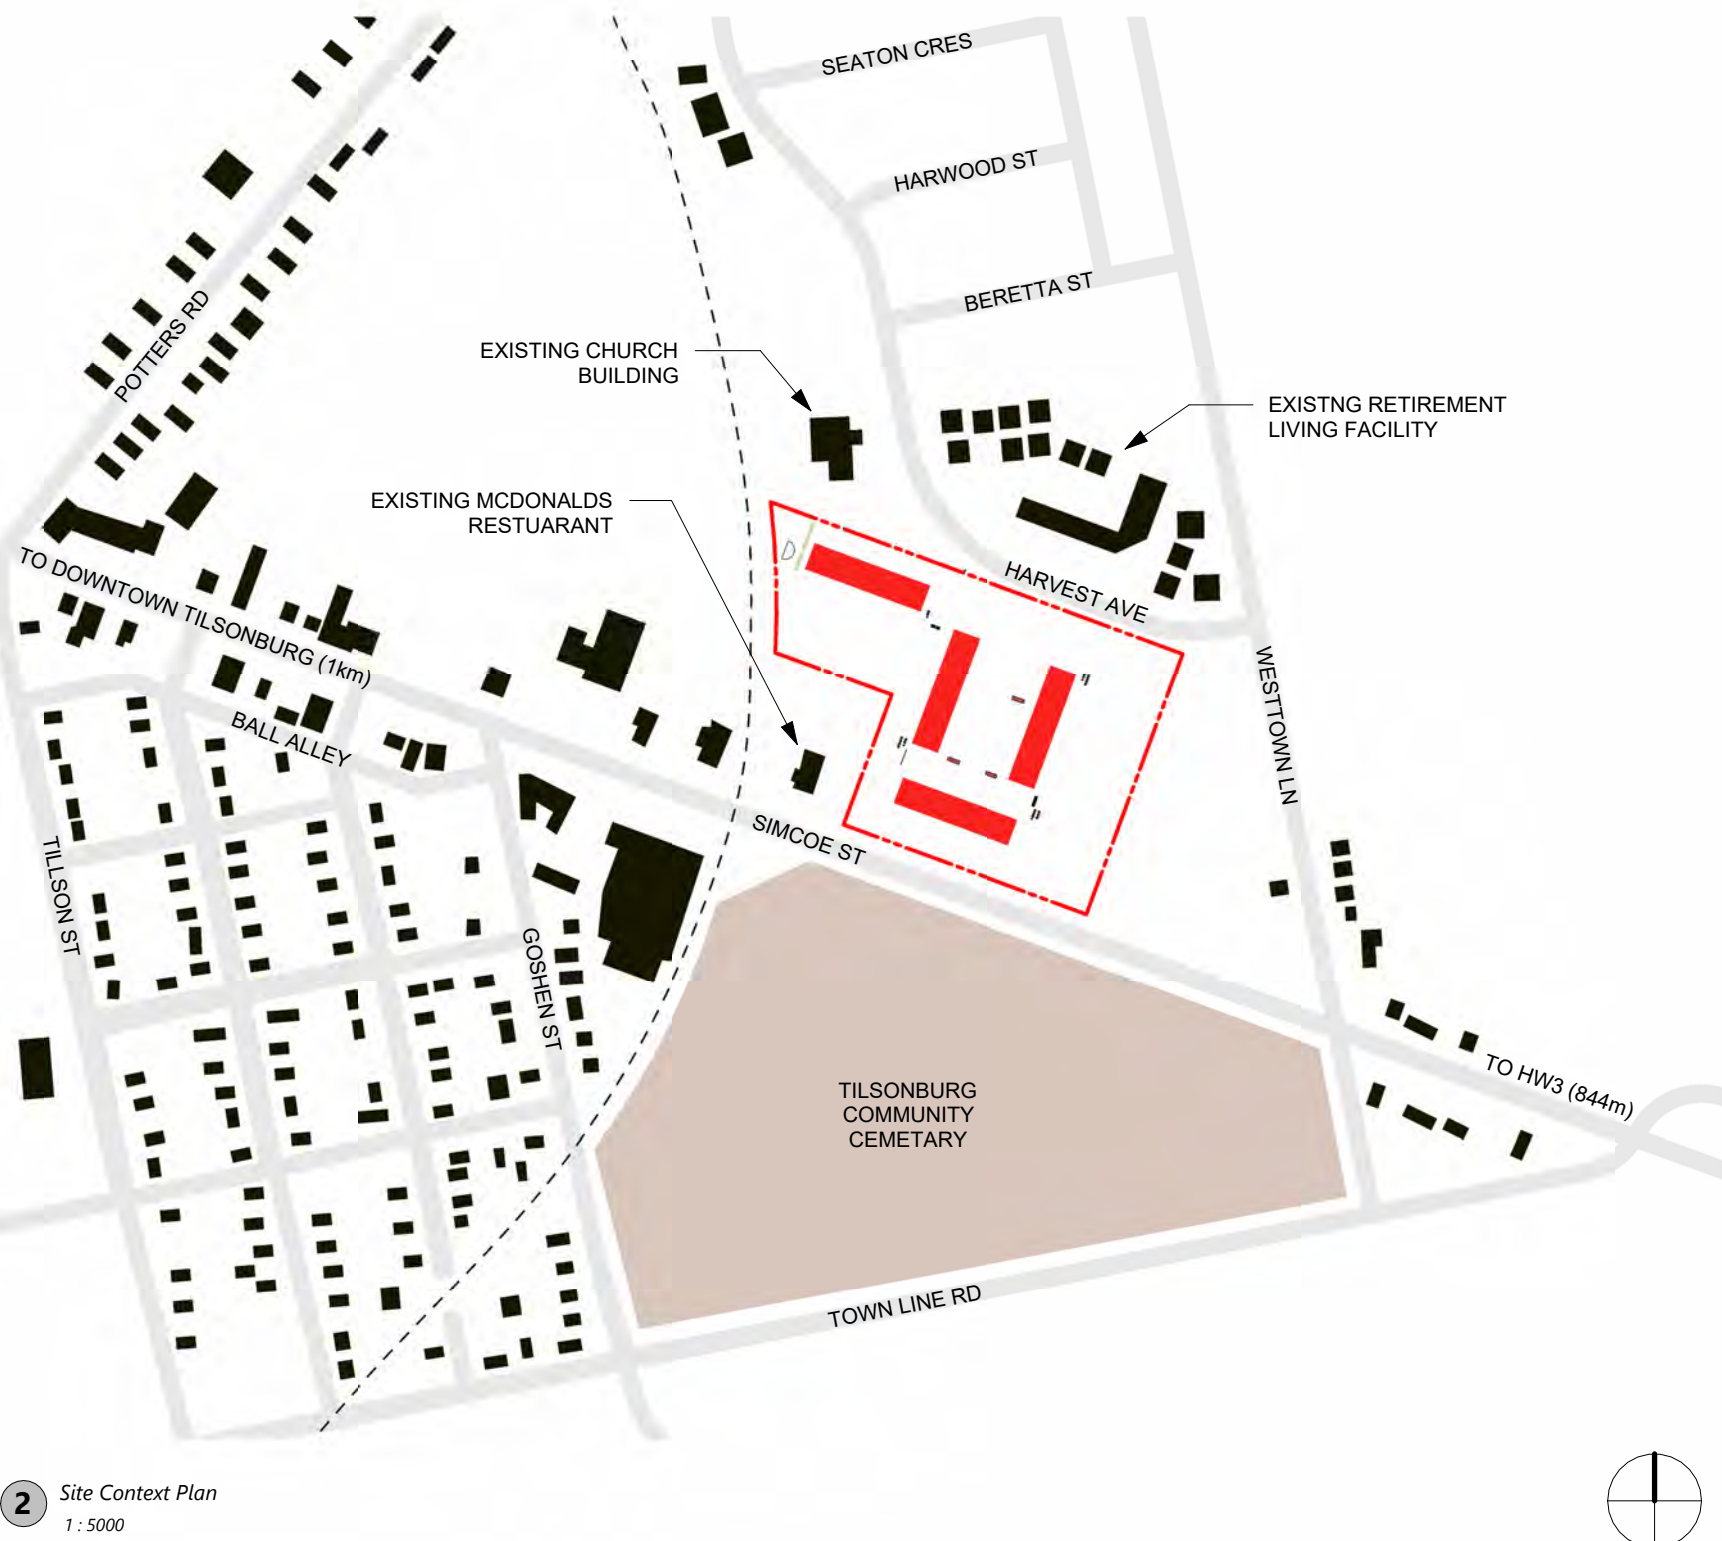 SEATON CRES
HARWOOD ST
BERETTA ST
POTTERS RD
EXISTING CHURCH
BUILDING
EXISTNG RETIREMENT
LIVING FACILITY
EXISTING MCDONALDS
RESTUARANT
HARVEST AVE
TO DOWNTOWN TILSONBURG (1km)
BALL ALLEY
WESTTOWN LN
SIMCOE ST
TILLSON ST
GOSHEN ST
TO HW3 (844m)
TILSONBURG
COMMUNITY
CEMETARY
TOWN LINE RD
2
Site Context Plan
1 : 5000